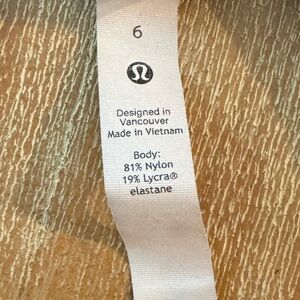 6
Designed in
Vancouver
Made in Vietnam
Body:
81% Nylon
19% Lycra®
elastane